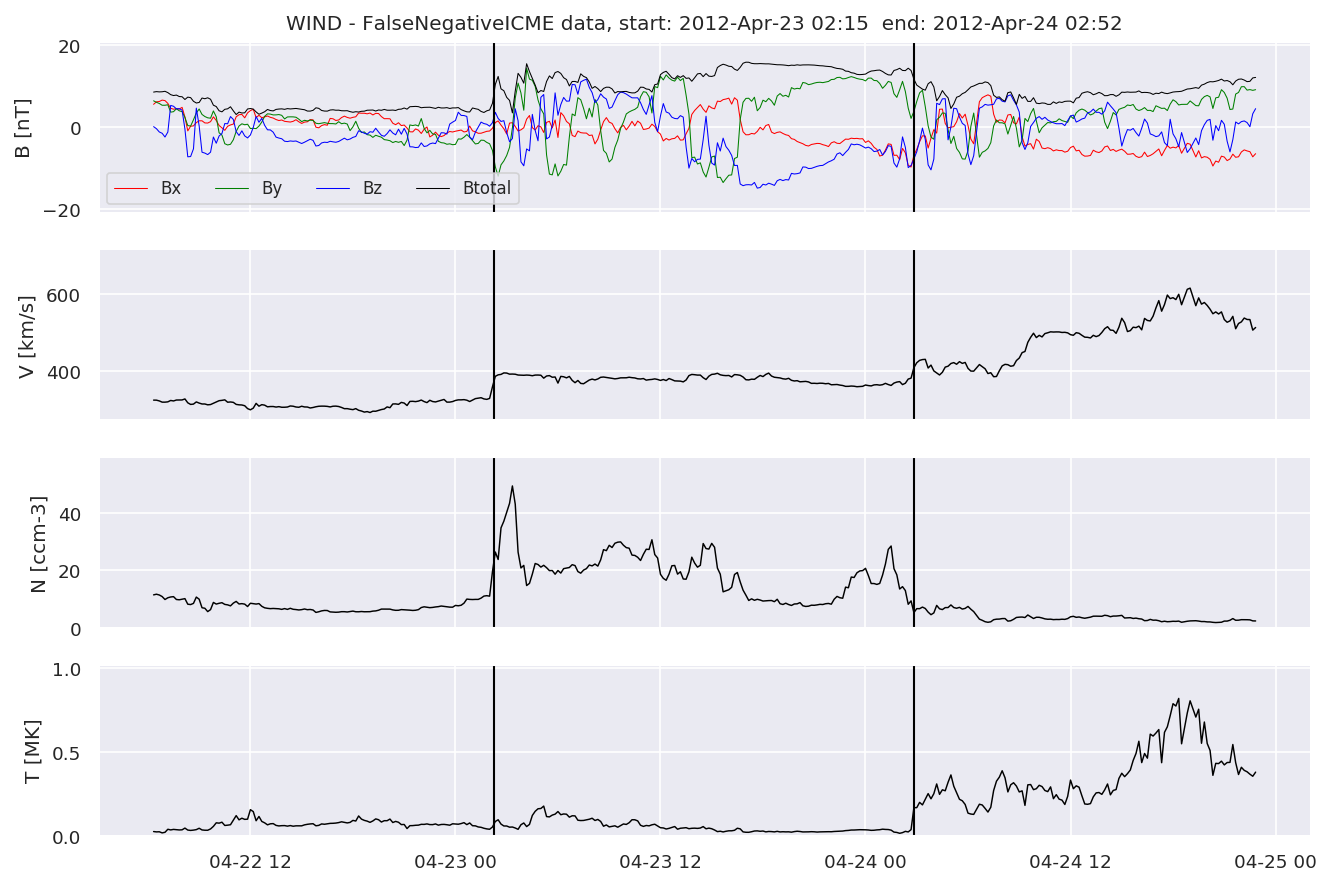 WIND - FalseNegativeICME data, start: 2012-Apr-23 02:15  end: 2012-Apr-24 02:52
20
0
−20
B [nT]
Bx By Bz Btotal
600
400
V [km/s]
40
20
0
N [ccm-3]
1.0
0.5
0.0
T [MK]
04-22 12 04-23 00 04-23 12 04-24 00 04-24 12 04-25 00